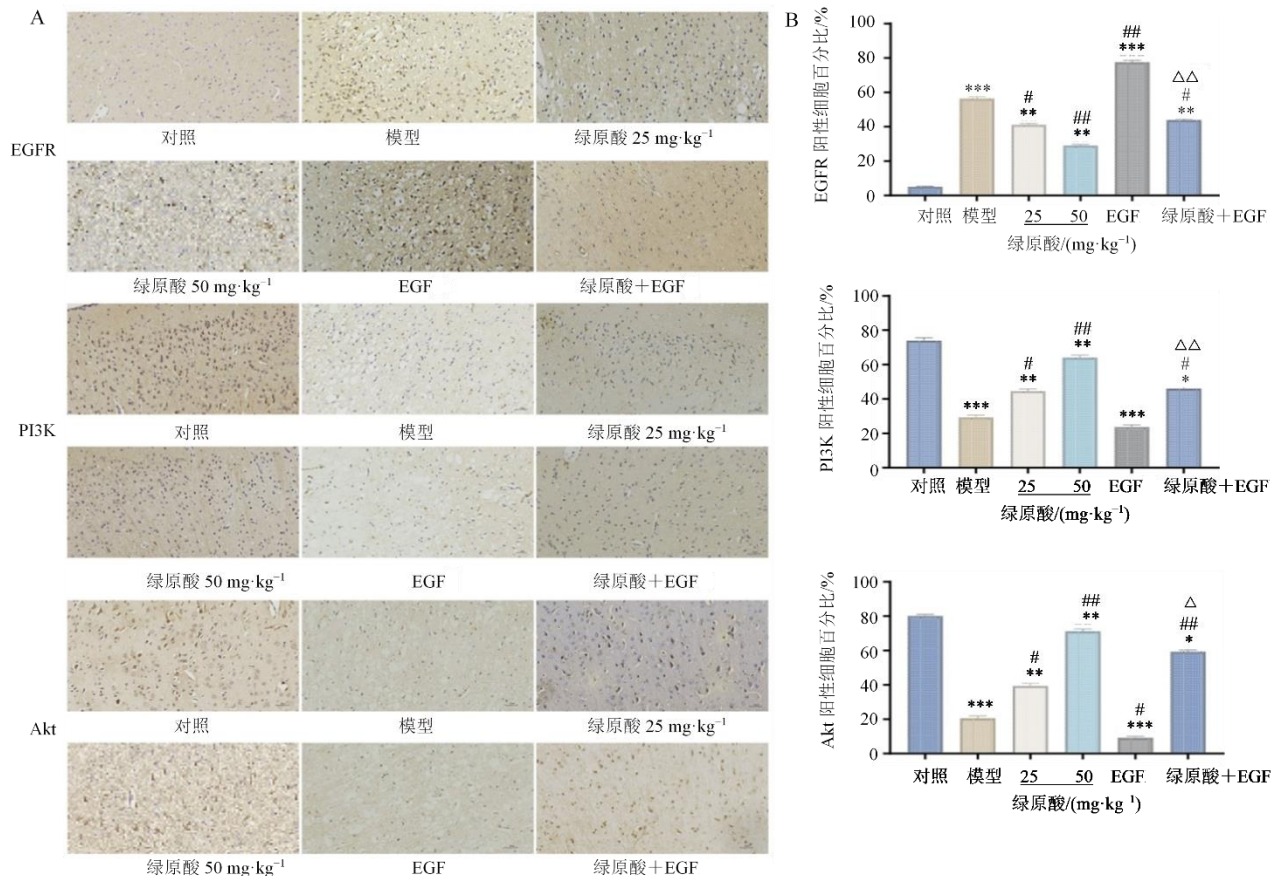 A
对照 模型 绿原酸 25 mg·kg⁻¹
EGFR
绿原酸 50 mg·kg⁻¹ EGF 绿原酸＋EGF
对照 模型 绿原酸 25 mg·kg⁻¹
PI3K
绿原酸 50 mg·kg⁻¹ EGF 绿原酸＋EGF
对照 模型 绿原酸 25 mg·kg⁻¹
Akt
绿原酸 50 mg·kg⁻¹ EGF 绿原酸＋EGF
B
EGFR 阳性细胞百分比/%
100
80
60
40
20
0
***
#
**
##
**
##
***
△△
#
**
对照 模型 25 50 EGF 绿原酸＋EGF
绿原酸/(mg·kg⁻¹)
PI3K 阳性细胞百分比/%
100
80
60
40
20
0
***
#
**
##
**
***
△△
#
*
对照 模型 25 50 EGF 绿原酸＋EGF
绿原酸/(mg·kg⁻¹)
Akt 阳性细胞百分比/%
100
80
60
40
20
0
***
#
**
##
**
#
***
△
##
*
对照 模型 25 50 EGF 绿原酸＋EGF
绿原酸/(mg·kg⁻¹)